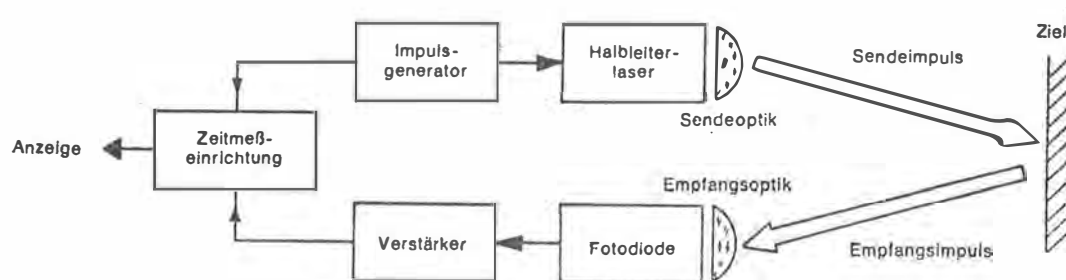 Impuls-
generator
Halbleiter-
laser
Ziel
Sendeimpuls
Sendeoptik
Anzeige
Zeitmeß-
einrichtung
Empfangsoptik
Verstärker
Fotodiode
Empfangsimpuls